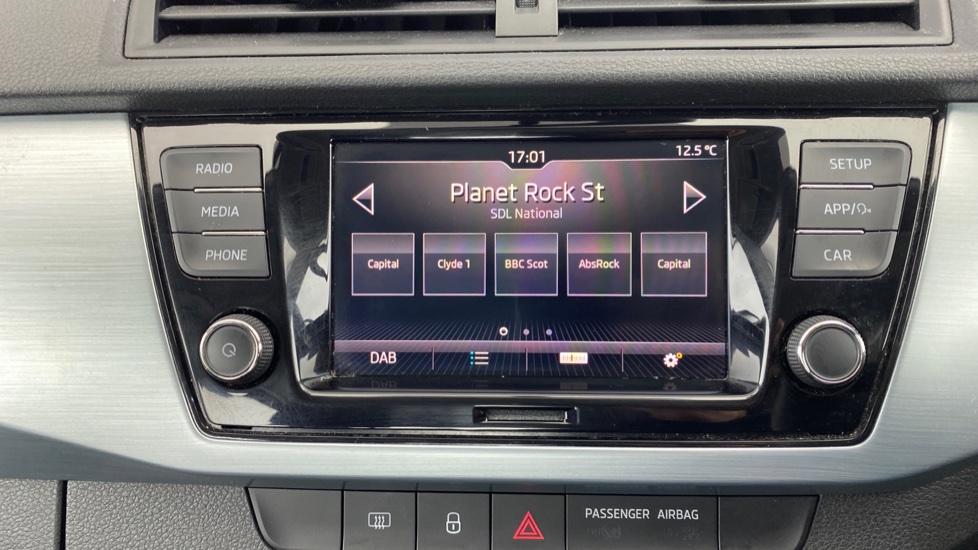 17:01
12.5°C
RADIO
MEDIA
PHONE
Planet Rock St
SDL National
Capital
Clyde 1
BBC Scot
AbsRock
Capital
DAB
SETUP
APP/
CAR
PASSENGER AIRBAG